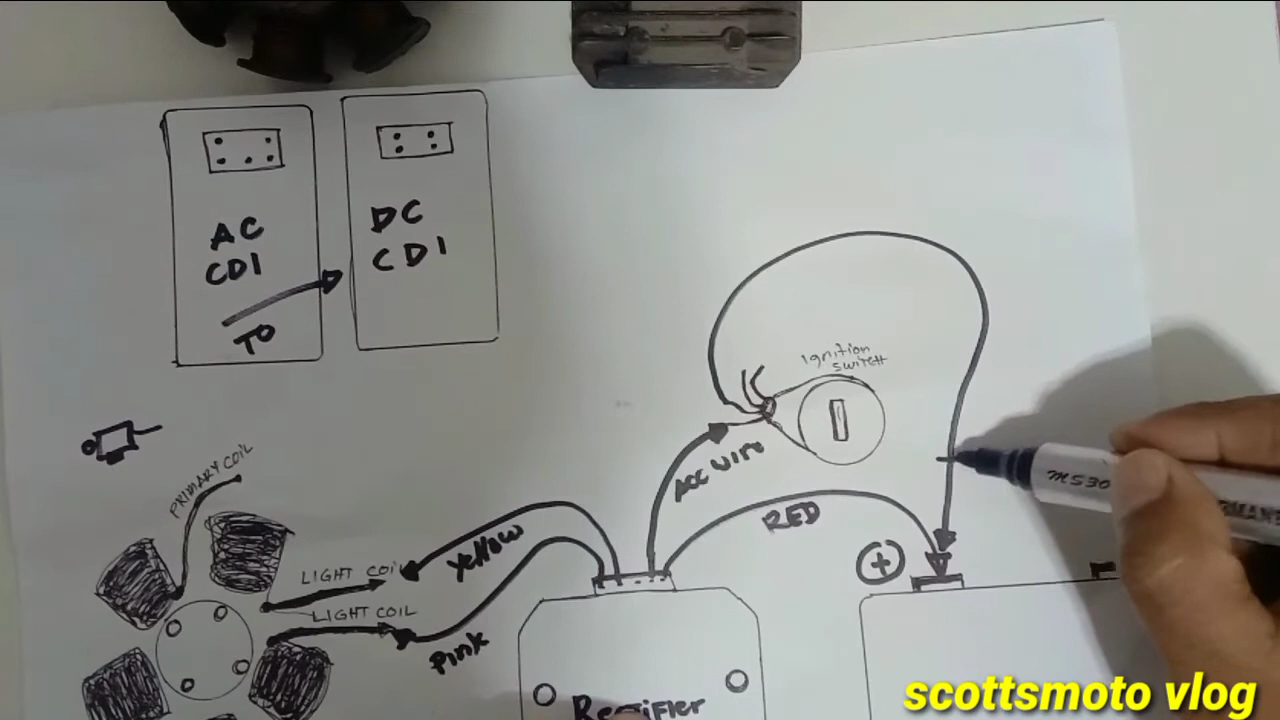 AC
CDI
TO
DC
CDI
Ignition
switch
ACC wire
RED
+
Yellow
Pink
PRIMARY COIL
LIGHT COIL
LIGHT COIL
Rectifier
M530
scottsmoto vlog